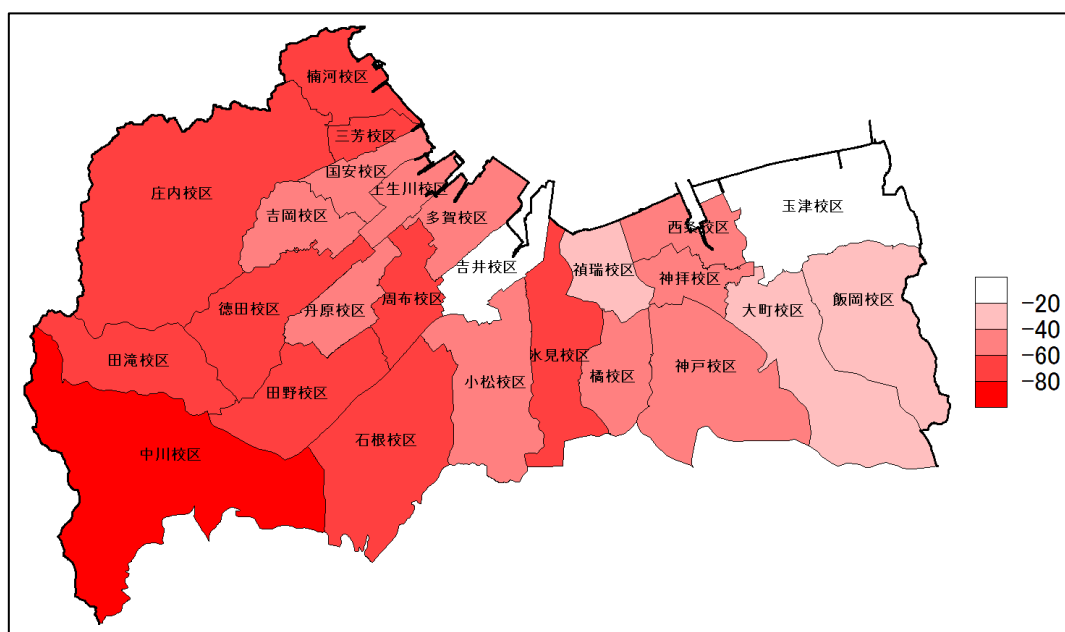 楠河校区
三芳校区
国安校区
壬生川校区
庄内校区
吉岡校区
多賀校区
玉津校区
西条校区
吉井校区
禎瑞校区
神拝校区
周布校区
飯岡校区
徳田校区
丹原校区
大町校区
田滝校区
氷見校区
神戸校区
橘校区
小松校区
田野校区
石根校区
中川校区
-20
-40
-60
-80